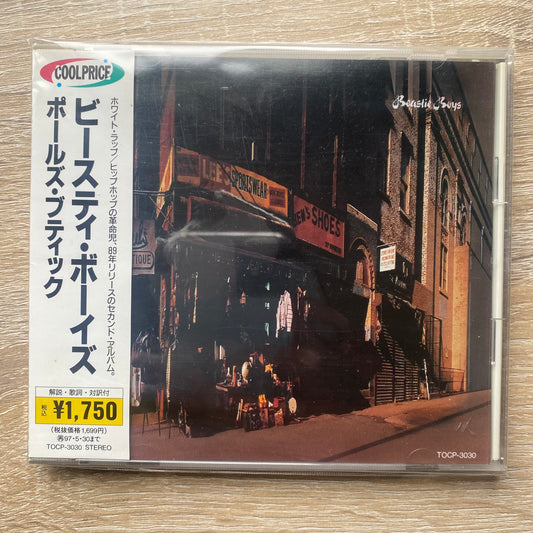 COOLPRICE
ビースティ・ボーイズ
ポールズ・ブティック
ホワイト・ラップ/ヒップホップの革命児、89年リリースのセカンド・アルバム。
解説・歌詞・対訳付
税込 ¥1,750
(税抜価格1,699円)
97・5・30まで
TOCP-3030 STEREO
Beastie Boys
LEE'S
SPORTSWEAR
MEN'S SHOES
TIQUE
TOCP-3030